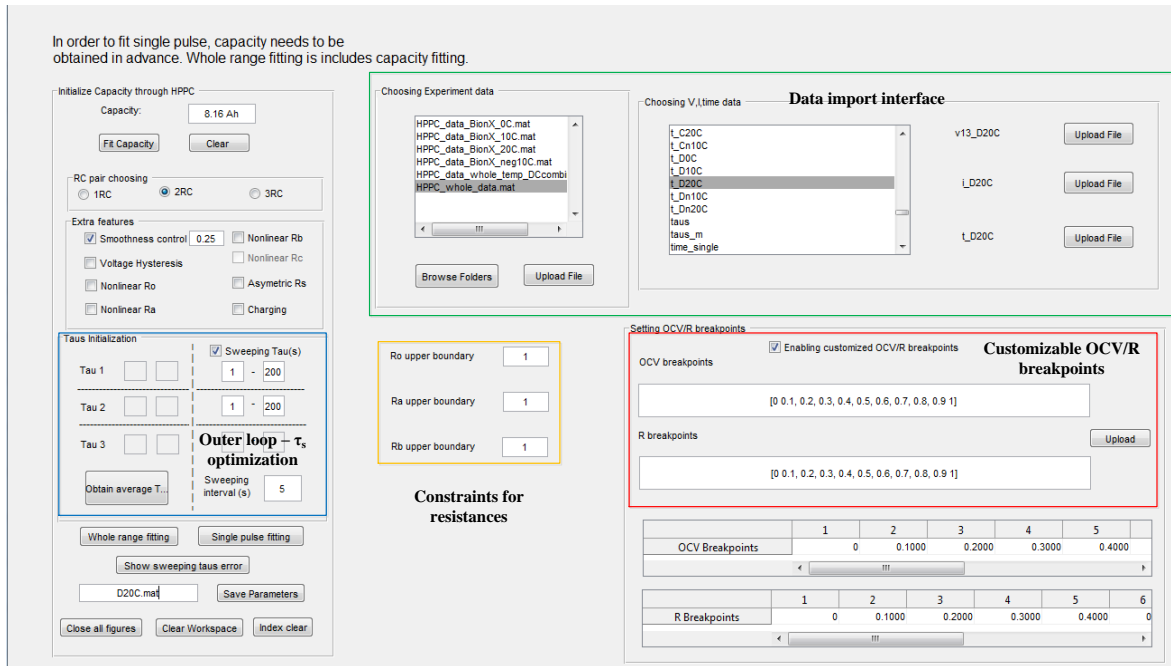 In order to fit single pulse, capacity needs to be
obtained in advance. Whole range fitting is includes capacity fitting.
Initialize Capacity through HPPC
Capacity:
8.16 Ah
Fit Capacity
Clear
RC pair choosing
1RC
2RC
3RC
Extra features
Smoothness control
0.25
Nonlinear Rb
Voltage Hysteresis
Nonlinear Rc
Nonlinear Ro
Asymetric Rs
Nonlinear Ra
Charging
Taus Initialization
Sweeping Tau(s)
Tau 1
1 - 200
Tau 2
1 - 200
Tau 3
Outer loop – τs
optimization
Obtain average T...
Sweeping
interval (s)
5
Whole range fitting
Single pulse fitting
Show sweeping taus error
D20C.mat
Save Parameters
Close all figures
Clear Workspace
Index clear
Choosing Experiment data
HPPC_data_BionX_0C.mat
HPPC_data_BionX_10C.mat
HPPC_data_BionX_20C.mat
HPPC_data_BionX_neg10C.mat
HPPC_data_whole_temp_DCcombi
HPPC_whole_data.mat
Browse Folders
Upload File
Data import interface
Choosing V,I,time data
t_C20C
t_Cn10C
t_D0C
t_D10C
t_D20C
t_Dn10C
t_Dn20C
taus
taus_m
time_single
v13_D20C
Upload File
i_D20C
Upload File
t_D20C
Upload File
Ro upper boundary
1
Ra upper boundary
1
Rb upper boundary
1
Constraints for
resistances
Setting OCV/R breakpoints
Enabling customized OCV/R breakpoints
Customizable OCV/R
breakpoints
OCV breakpoints
[0 0.1, 0.2, 0.3, 0.4, 0.5, 0.6, 0.7, 0.8, 0.9 1]
R breakpoints
Upload
[0 0.1, 0.2, 0.3, 0.4, 0.5, 0.6, 0.7, 0.8, 0.9 1]
1 2 3 4 5
OCV Breakpoints 0 0.1000 0.2000 0.3000 0.4000
1 2 3 4 5 6
R Breakpoints 0 0.1000 0.2000 0.3000 0.4000 0